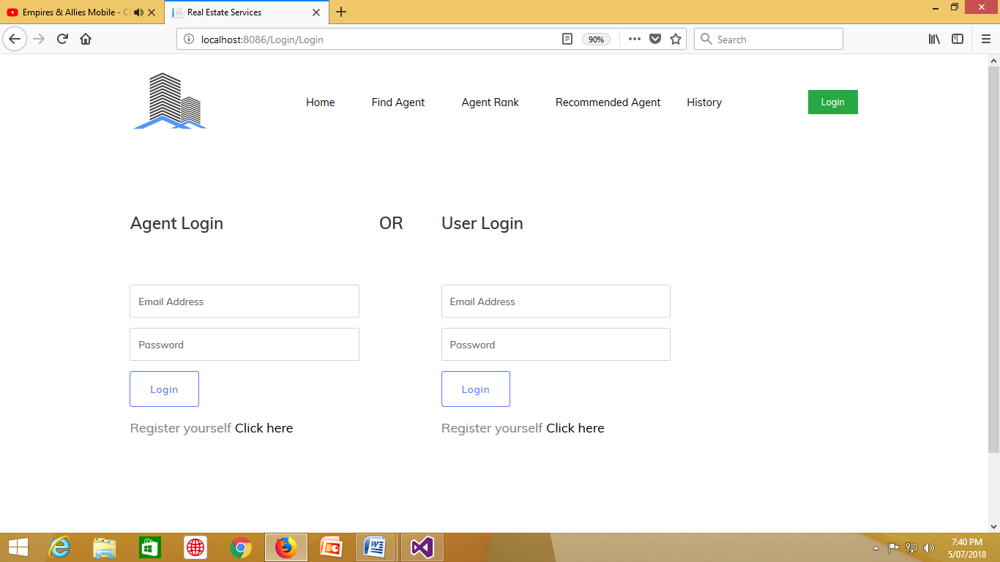 Empires & Allies Mobile - Cl
Real Estate Services
localhost:8086/Login/Login
90%
Search
Home Find Agent Agent Rank Recommended Agent History Login
Agent Login OR User Login
Email Address Email Address
Password Password
Login Login
Register yourself Click here Register yourself Click here
7:40 PM
5/07/2018